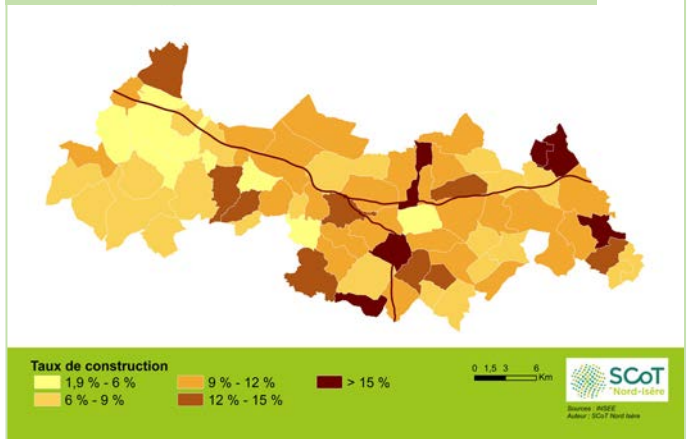 Taux de construction
1,9 % - 6 %
6 % - 9 %
9 % - 12 %
12 % - 15 %
> 15 %
0 1,5 3 6
Km
SCoT
Nord-Isère
Sources : INSEE
Auteur : SCoT Nord Isère